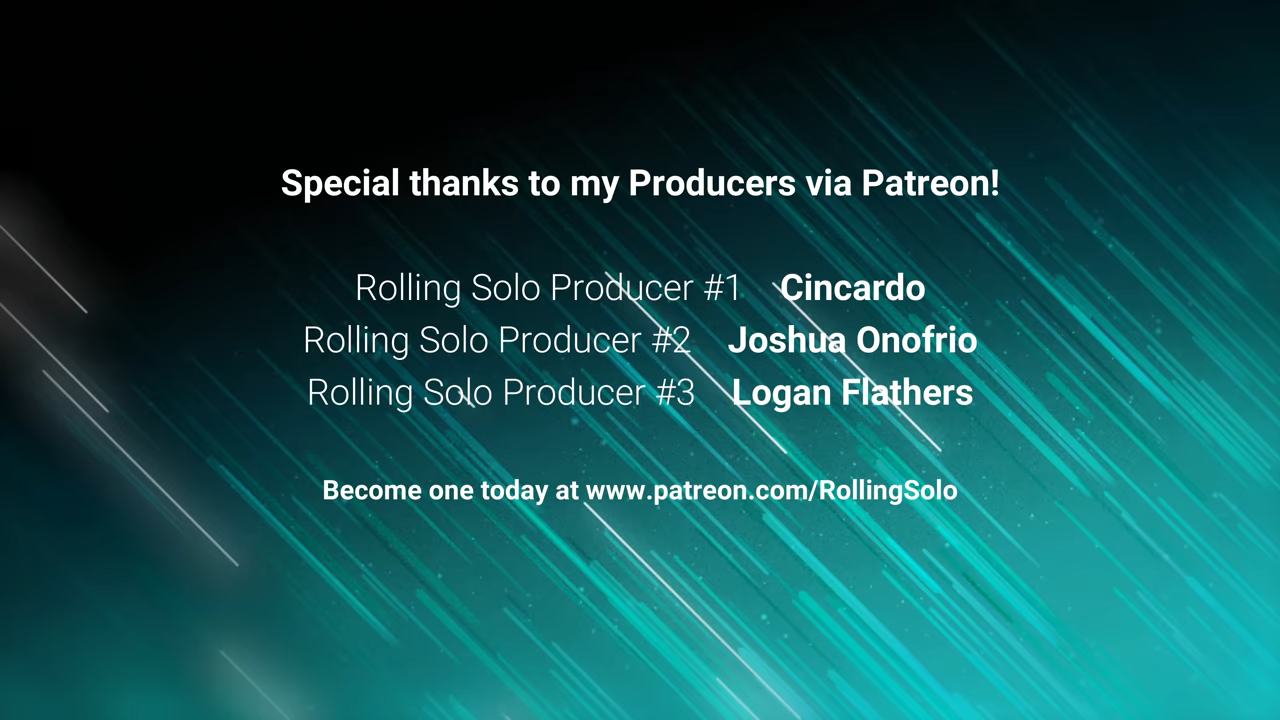 Special thanks to my Producers via Patreon!
Rolling Solo Producer #1 Cincardo
Rolling Solo Producer #2 Joshua Onofrio
Rolling Solo Producer #3 Logan Flathers
Become one today at www.patreon.com/RollingSolo